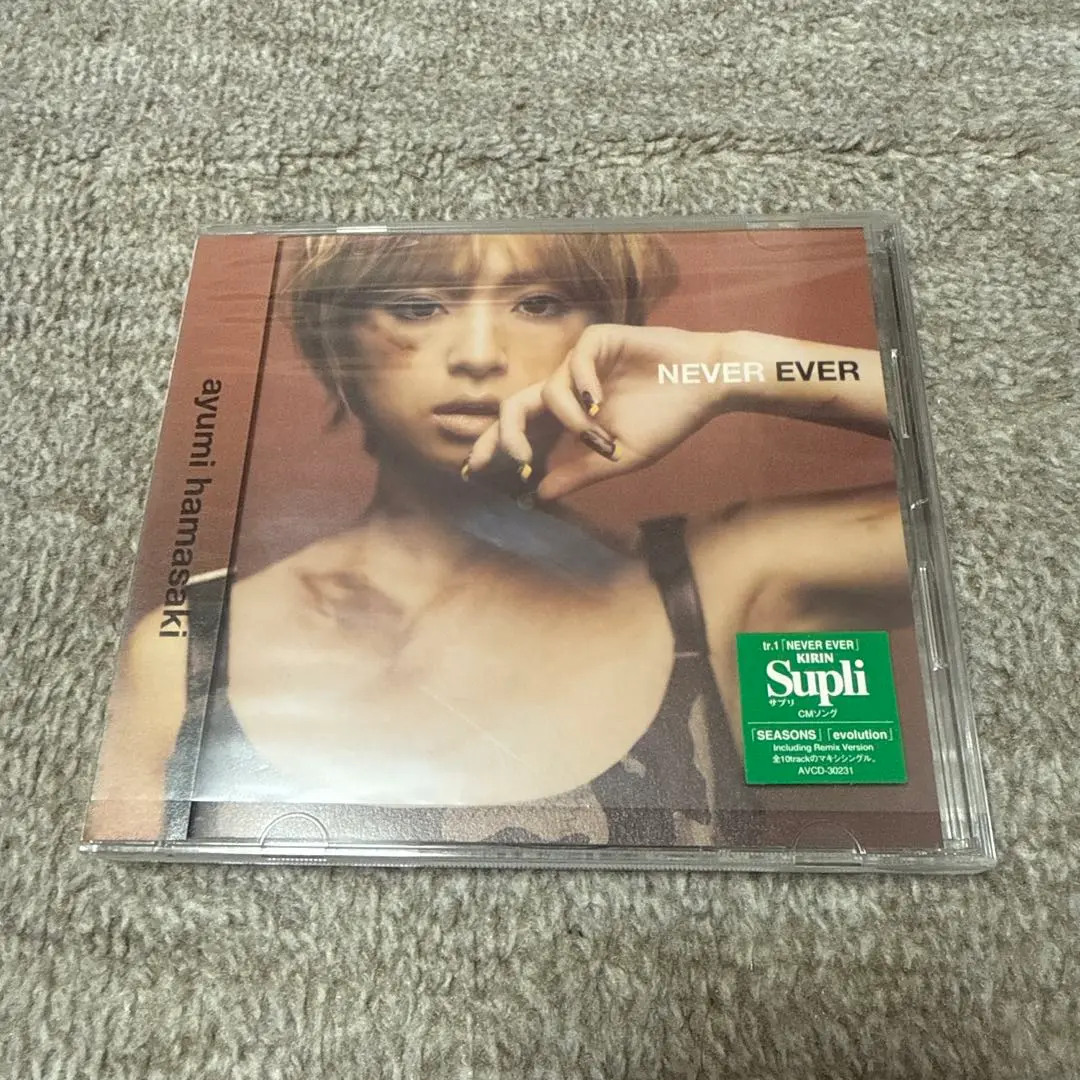 ayumi hamasaki
NEVER EVER
tr.1「NEVER EVER」
KIRIN
Supli
サプリ
CMソング
「SEASONS」「evolution」
Including Remix Version
全10trackのマキシシングル。
AVCD-30231